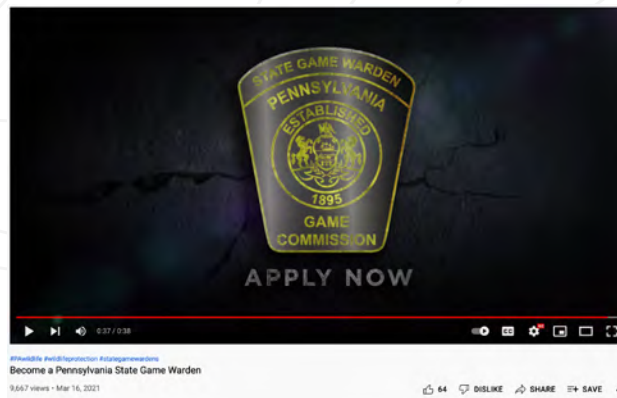 STATE GAME WARDEN
PENNSYLVANIA
ESTABLISHED
1895
GAME
COMMISSION
APPLY NOW
0:37 / 0:38
CC
#PAwildlife #wildlifeprotection #stategamewardens
Become a Pennsylvania State Game Warden
9,667 views • Mar 16, 2021
64 DISLIKE SHARE SAVE